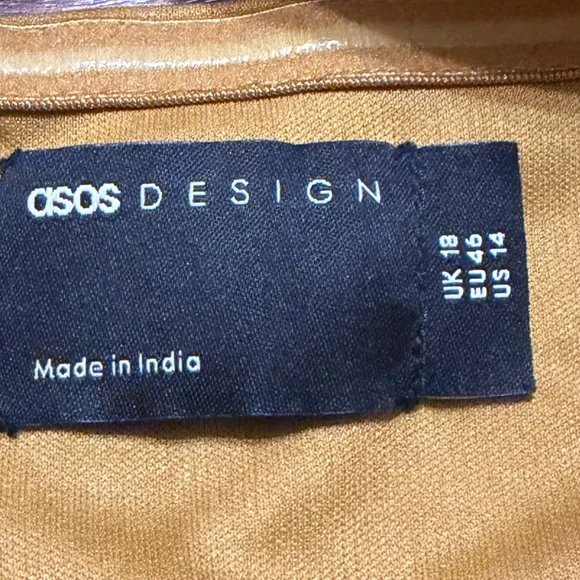 asos DESIGN
Made in India
UK 18
EU 46
US 14